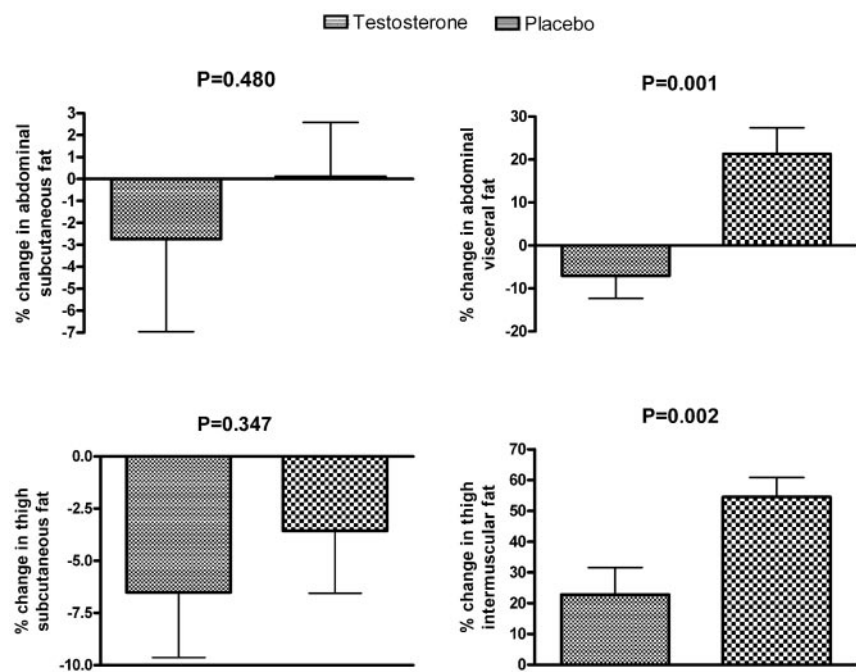 Testosterone Placebo
P=0.480
% change in abdominal
subcutaneous fat
3
2
1
0
-1
-2
-3
-4
-5
-6
-7
P=0.001
% change in abdominal
visceral fat
30
20
10
0
-10
-20
P=0.347
% change in thigh
subcutaneous fat
0.0
-2.5
-5.0
-7.5
-10.0
P=0.002
% change in thigh
intermuscular fat
70
60
50
40
30
20
10
0